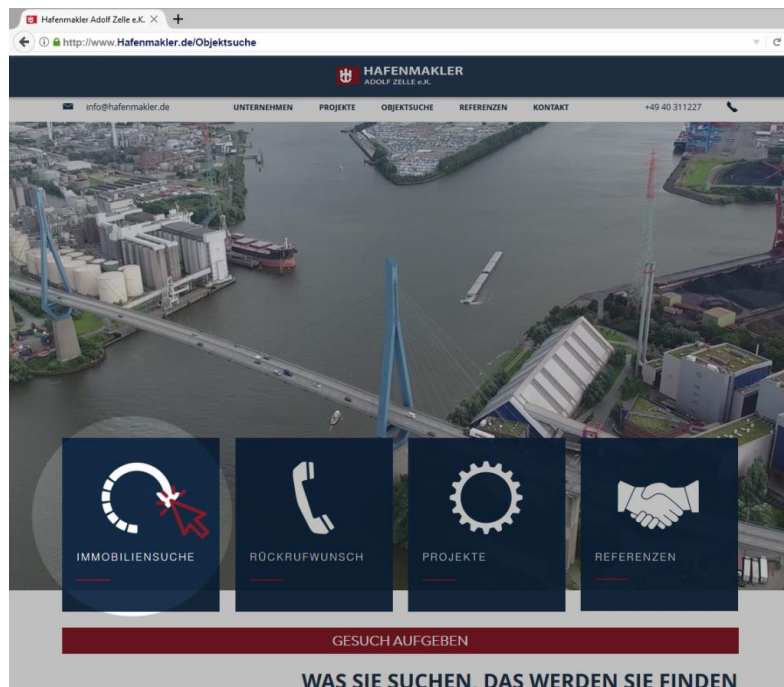 Hafenmakler Adolf Zelle e.K.
http://www.Hafenmakler.de/Objektsuche
HAFENMAKLER
ADOLF ZELLE e.K.
info@hafenmakler.de UNTERNEHMEN PROJEKTE OBJEKTSUCHE REFERENZEN KONTAKT +49 40 311227
IMMOBILIENSUCHE RÜCKRUFWUNSCH PROJEKTE REFERENZEN
GESUCH AUFGEBEN
WAS SIE SUCHEN, DAS WERDEN SIE FINDEN